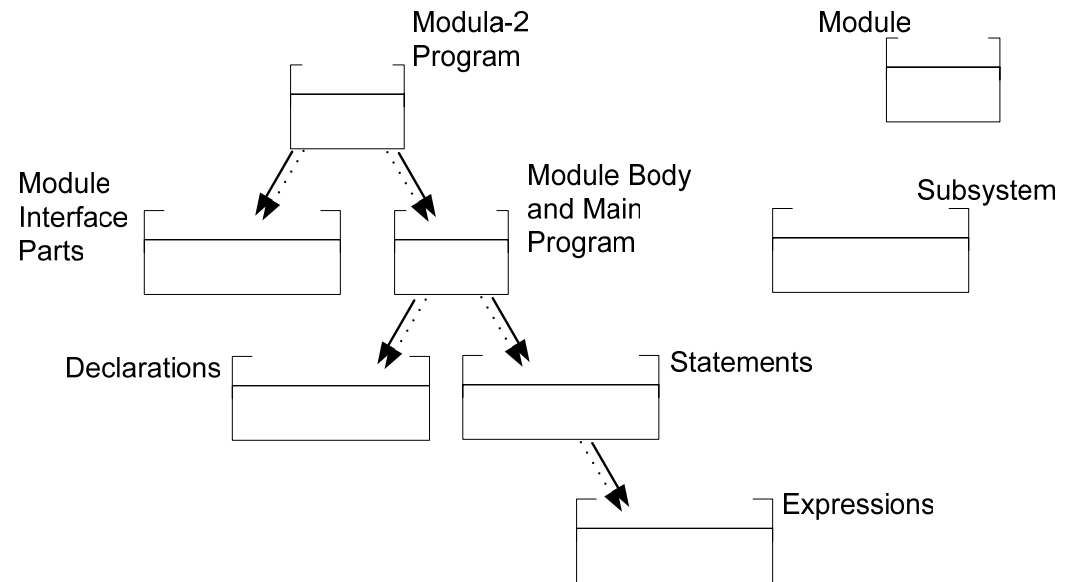 Modula-2
Program
Module
Module
Interface
Parts
Module Body
and Main
Program
Subsystem
Declarations
Statements
Expressions